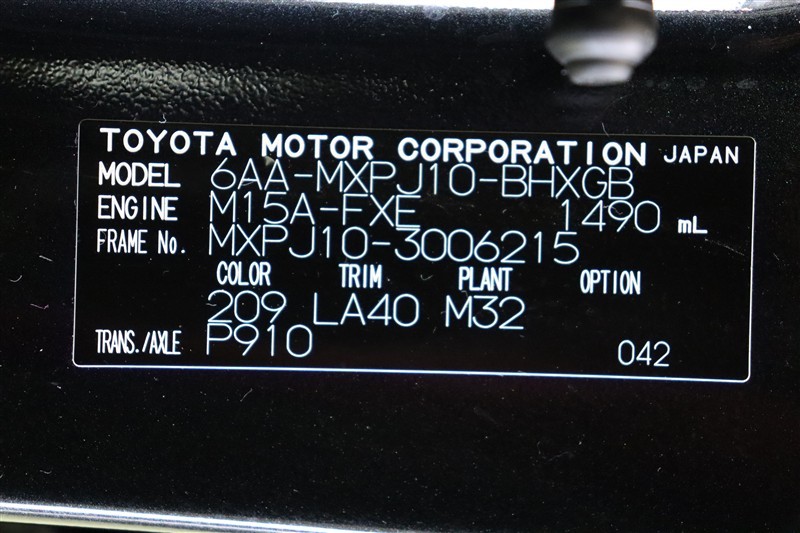 TOYOTA MOTOR CORPORATION JAPAN
MODEL 6AA-MXPJ10-BHXGB
ENGINE M15A-FXE 1490 mL
FRAME No. MXPJ10-3006215
COLOR TRIM PLANT OPTION
209 LA40 M32
TRANS./AXLE P910 042